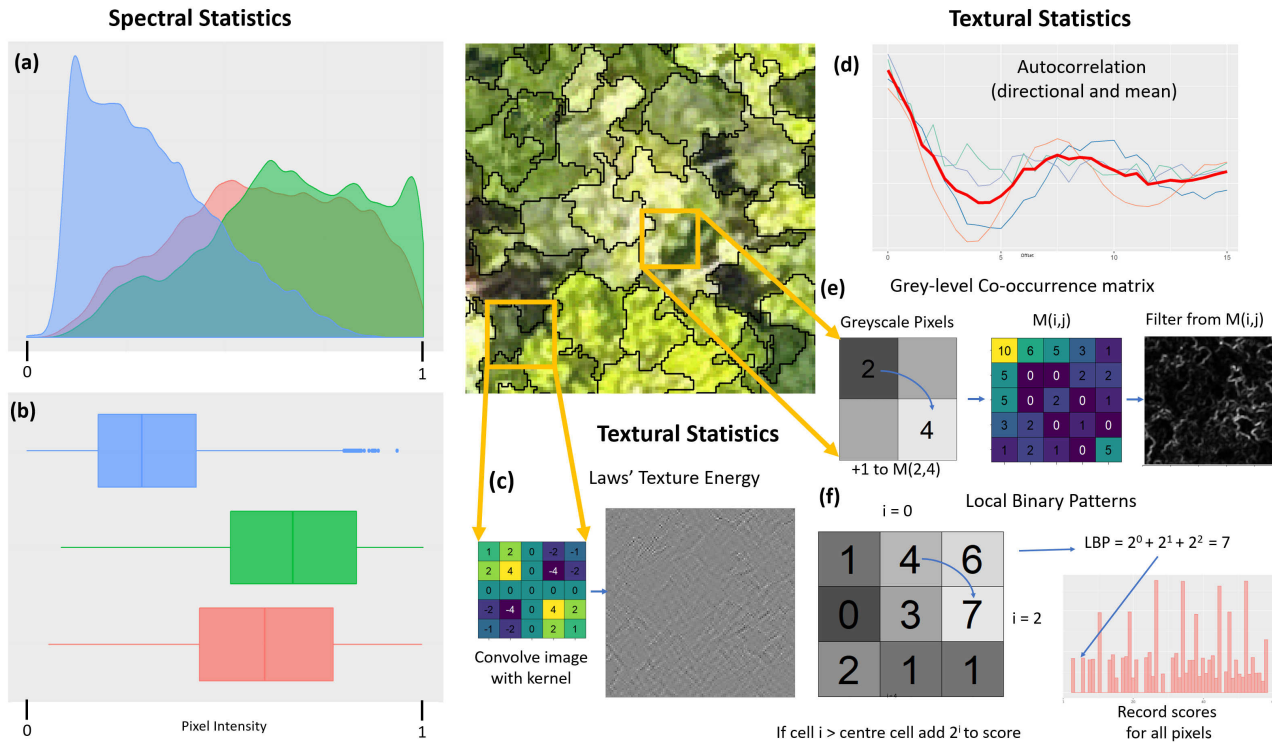 Spectral Statistics
Textural Statistics
(a)
0
1
(b)
0
Pixel Intensity
1
Textural Statistics
(c)
Laws' Texture Energy
1 2 0 -2 -1
2 4 0 -4 -2
0 0 0 0 0
-2 -4 0 4 2
-1 -2 0 2 1
Convolve image
with kernel
(d)
Autocorrelation
(directional and mean)
0
5
Offset
10
15
(e)
Grey-level Co-occurrence matrix
Greyscale Pixels
M(i,j)
Filter from M(i,j)
2
4
+1 to M(2,4)
10 6 5 3 1
5 0 0 2 2
5 0 2 0 1
3 2 0 1 0
1 2 1 0 5
(f)
Local Binary Patterns
i = 0
1 4 6
0 3 7
2 1 1
i = 2
LBP = 2⁰ + 2¹ + 2² = 7
Record scores
for all pixels
If cell i > centre cell add 2ⁱ to score